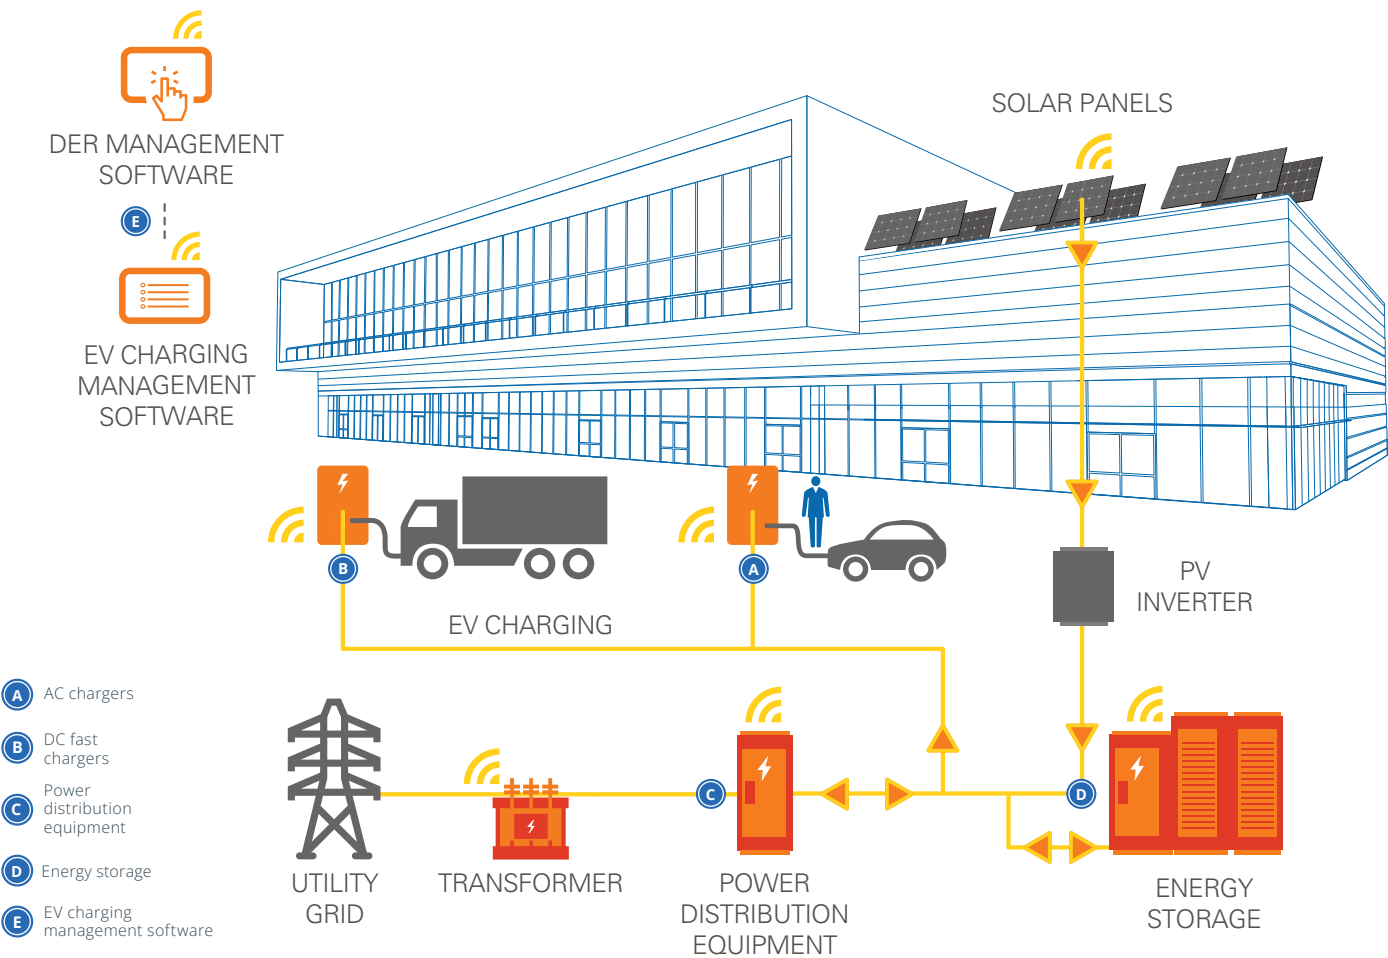 DER MANAGEMENT
SOFTWARE
E
EV CHARGING
MANAGEMENT
SOFTWARE
SOLAR PANELS
B
A
EV CHARGING
PV
INVERTER
A
AC chargers
B
DC fast
chargers
C
Power
distribution
equipment
D
Energy storage
E
EV charging
management software
C
D
UTILITY
GRID
TRANSFORMER
POWER
DISTRIBUTION
EQUIPMENT
ENERGY
STORAGE